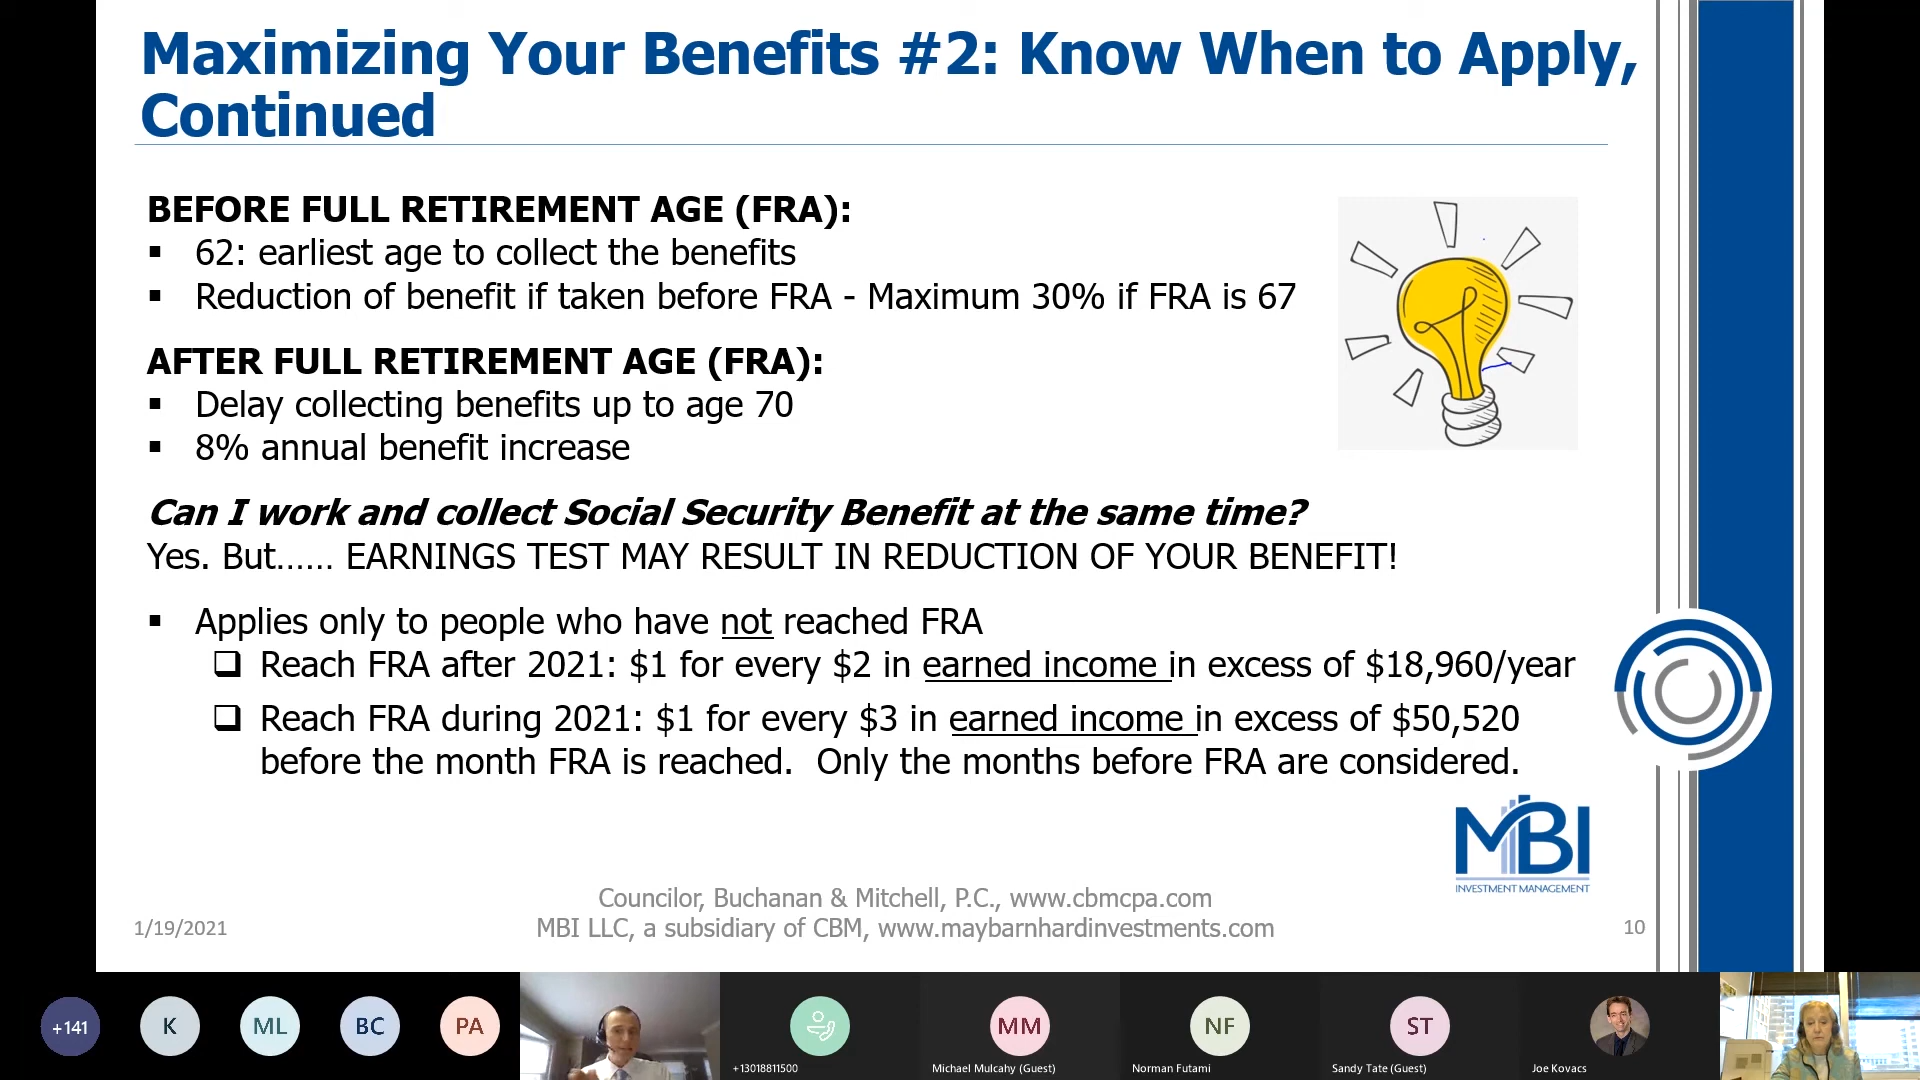 Maximizing Your Benefits #2: Know When to Apply,
Continued
BEFORE FULL RETIREMENT AGE (FRA):
▪ 62: earliest age to collect the benefits
▪ Reduction of benefit if taken before FRA - Maximum 30% if FRA is 67
AFTER FULL RETIREMENT AGE (FRA):
▪ Delay collecting benefits up to age 70
▪ 8% annual benefit increase
Can I work and collect Social Security Benefit at the same time?
Yes. But...... EARNINGS TEST MAY RESULT IN REDUCTION OF YOUR BENEFIT!
▪ Applies only to people who have not reached FRA
❑ Reach FRA after 2021: $1 for every $2 in earned income in excess of $18,960/year
❑ Reach FRA during 2021: $1 for every $3 in earned income in excess of $50,520
before the month FRA is reached.  Only the months before FRA are considered.
MBI
INVESTMENT MANAGEMENT
Councilor, Buchanan & Mitchell, P.C., www.cbmcpa.com
1/19/2021
MBI LLC, a subsidiary of CBM, www.maybarnhardinvestments.com
10
+141
K
ML
BC
PA
MM
NF
ST
+13018811500
Michael Mulcahy (Guest)
Norman Futami
Sandy Tate (Guest)
Joe Kovacs